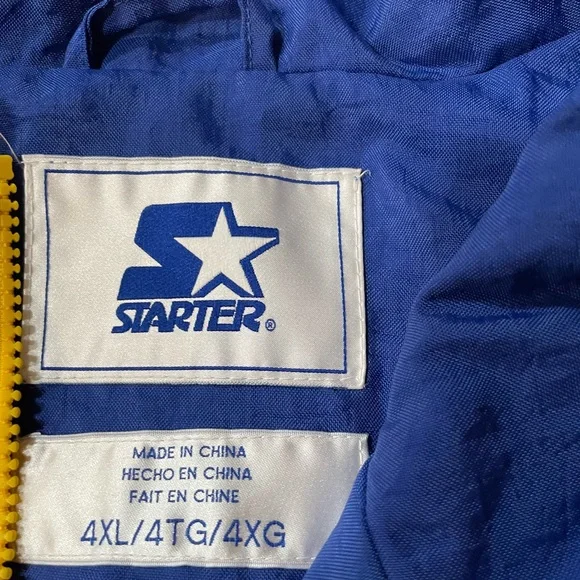 STARTER®
MADE IN CHINA
HECHO EN CHINA
FAIT EN CHINE
4XL/4TG/4XG